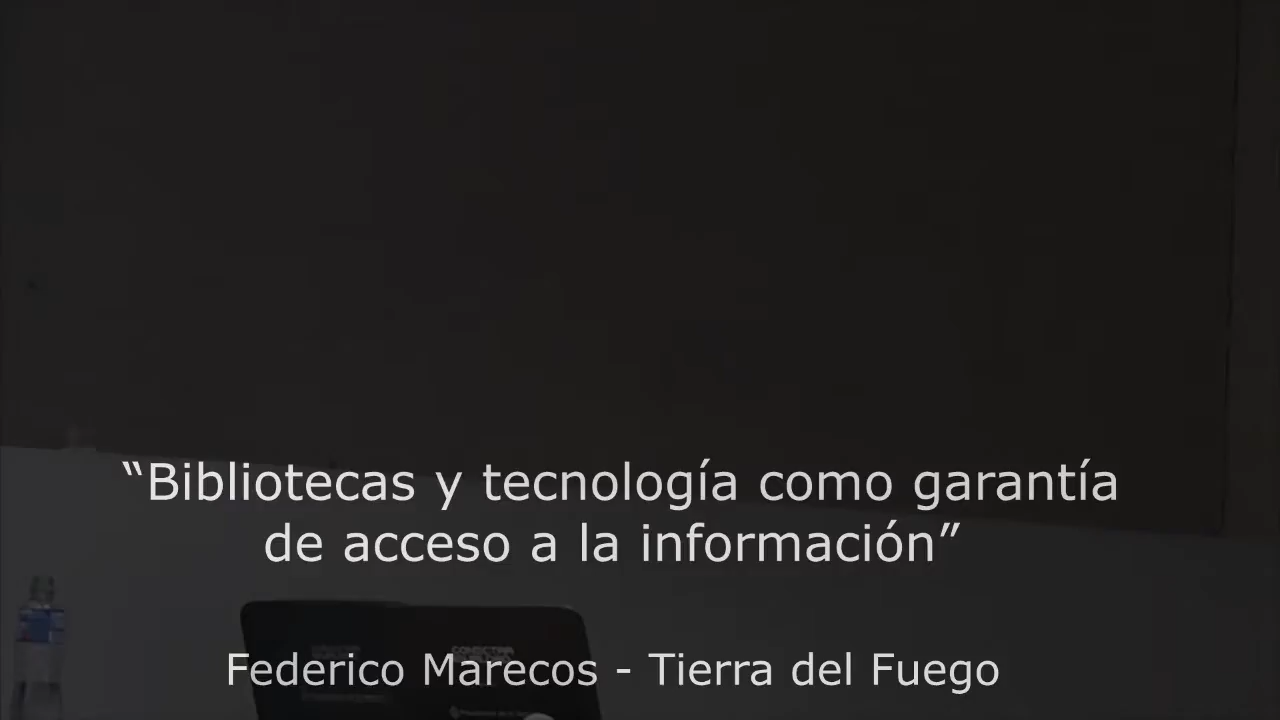 “Bibliotecas y tecnología como garantía
de acceso a la información”
Federico Marecos - Tierra del Fuego